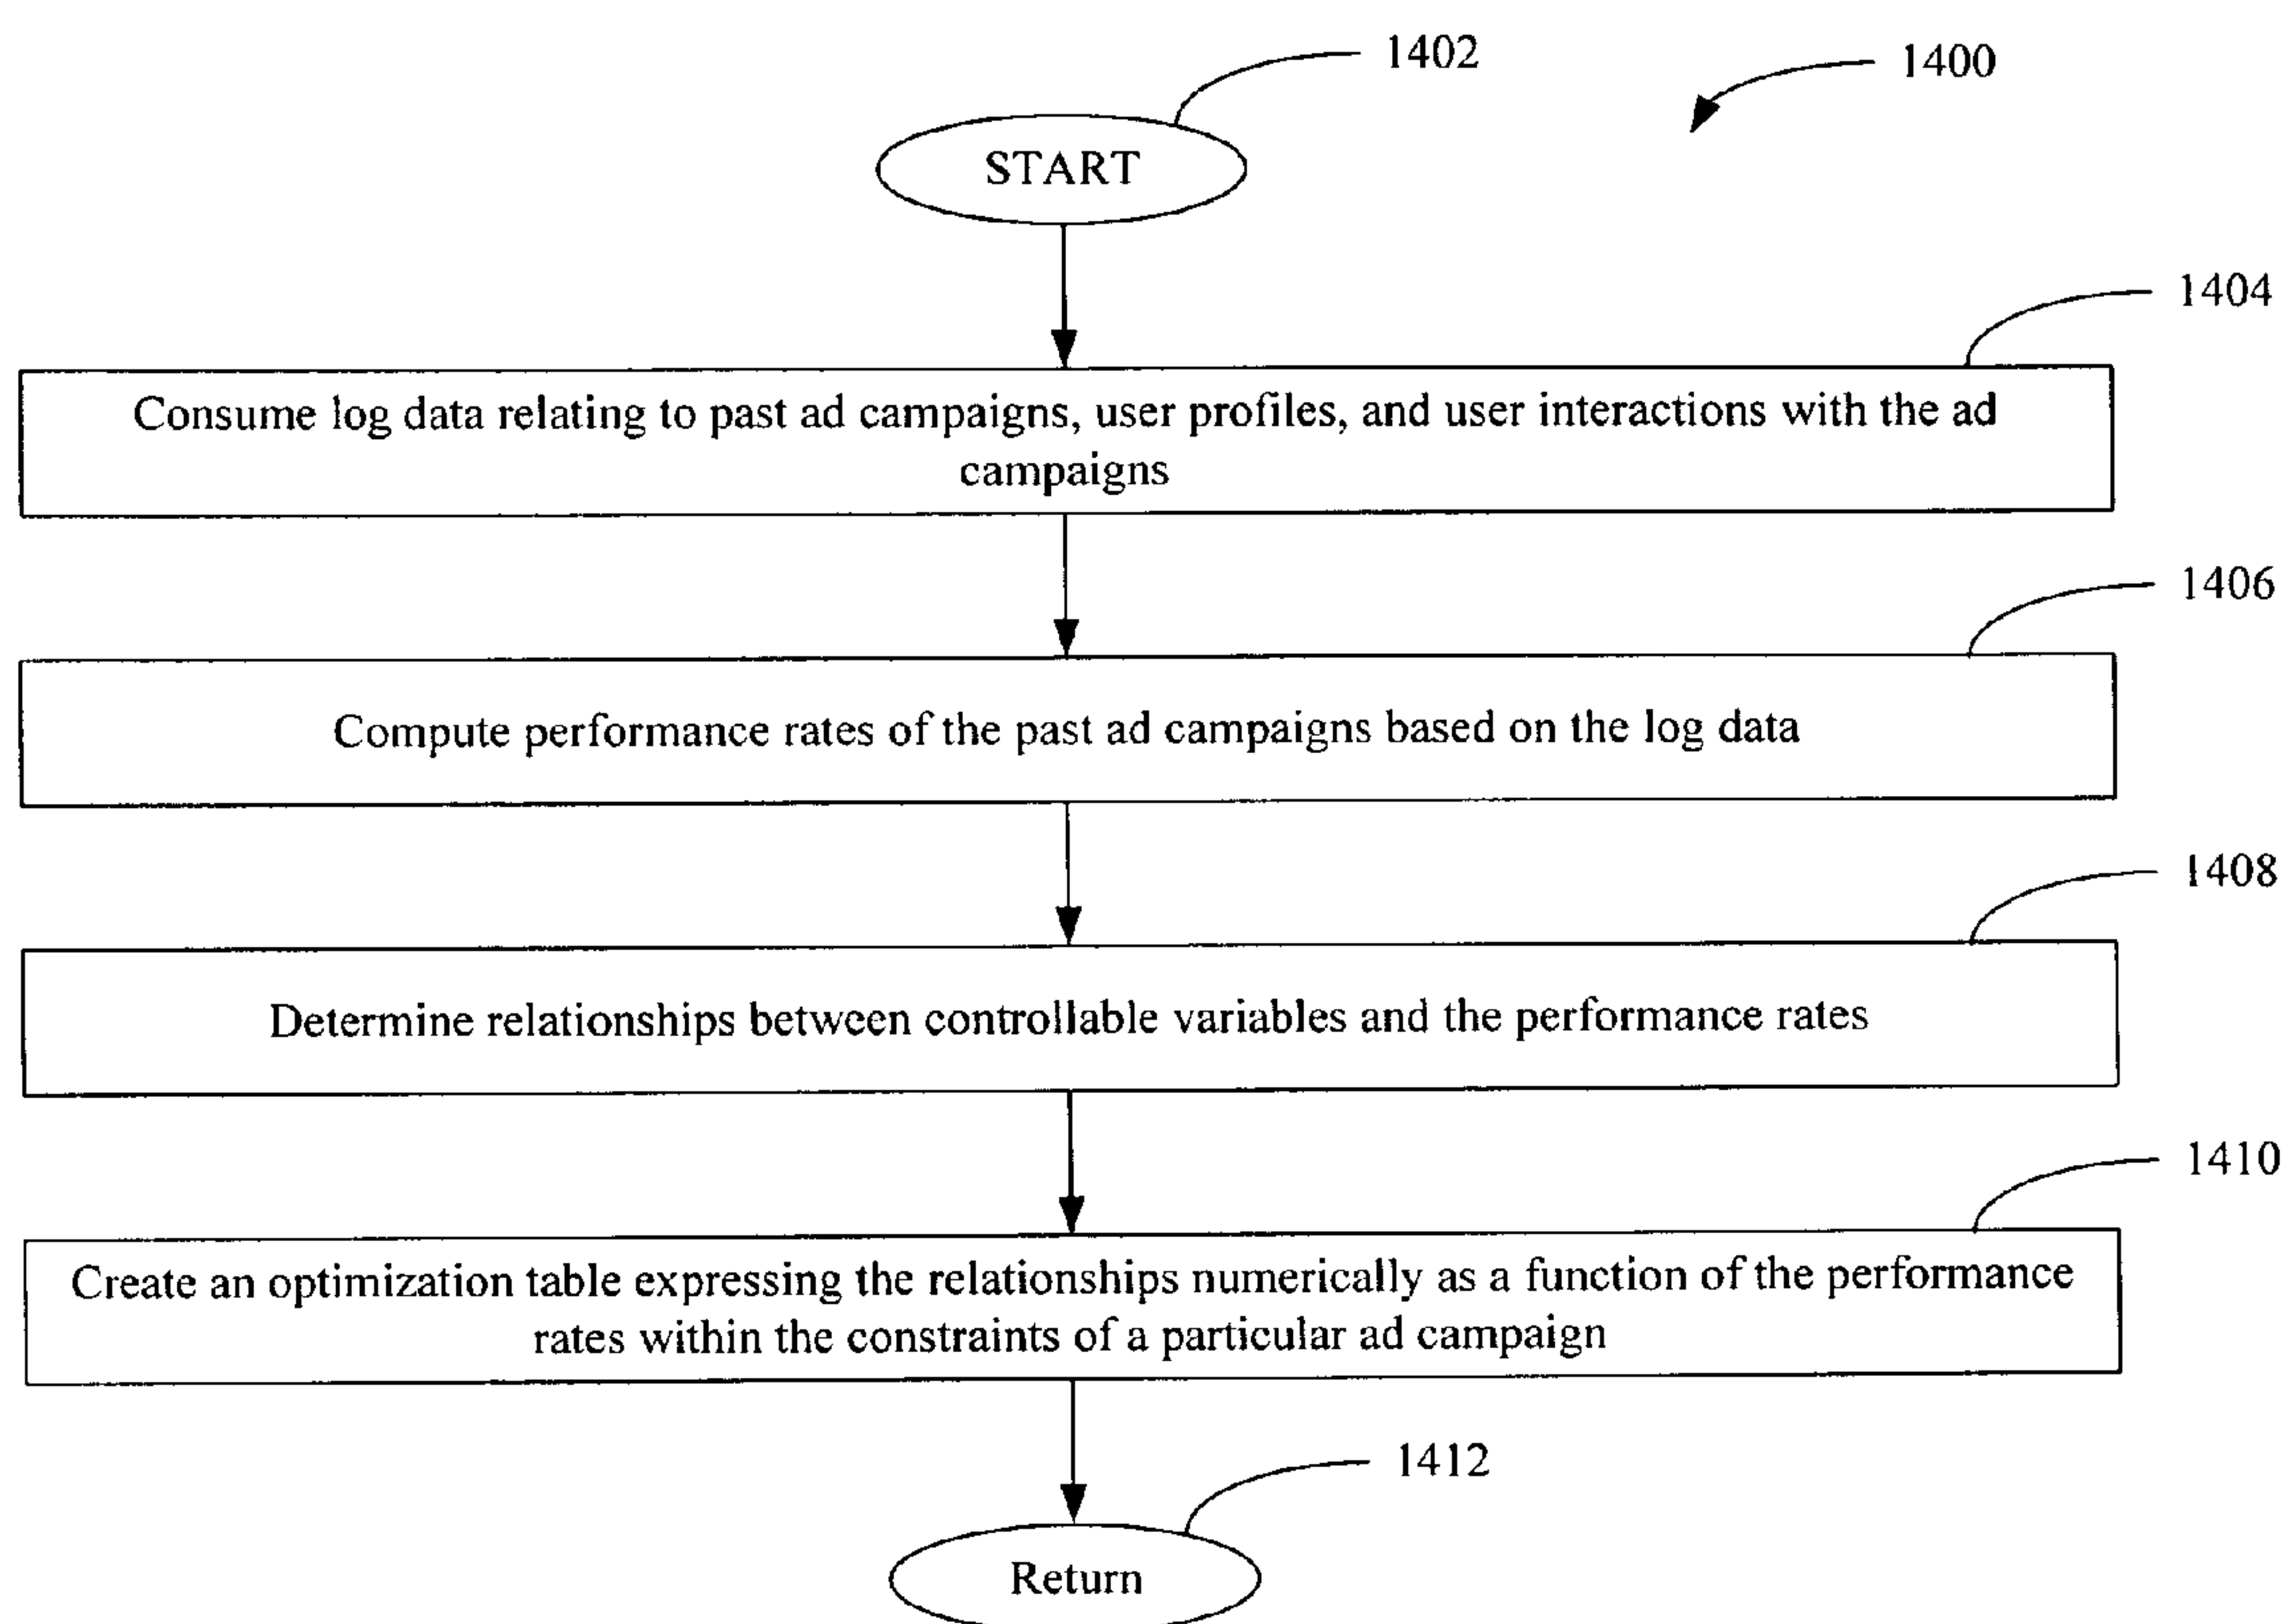 1402
1400
START
1404
Consume log data relating to past ad campaigns, user profiles, and user interactions with the ad
campaigns
1406
Compute performance rates of the past ad campaigns based on the log data
1408
Determine relationships between controllable variables and the performance rates
1410
Create an optimization table expressing the relationships numerically as a function of the performance
rates within the constraints of a particular ad campaign
1412
Return